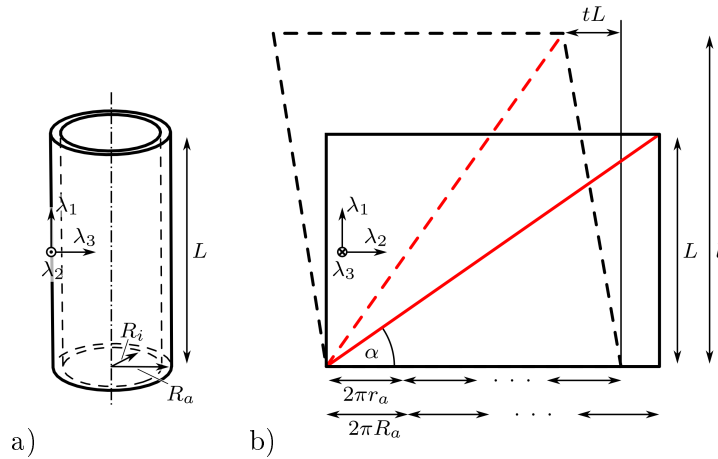 tL
λ₁
λ₃
λ₂
L
Rᵢ
Rₐ
a)
λ₁
λ₂
λ₃
α
L
2πrₐ
· · ·
2πRₐ
· · ·
b)